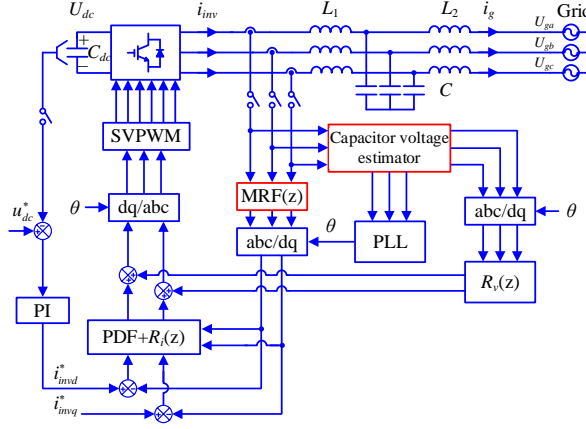 U_dc i_inv L_1 L_2 i_g Grid
U_ga
U_gb
U_gc
+ C_dc −
C
SVPWM
Capacitor voltage
estimator
MRF(z)
θ dq/abc
abc/dq θ PLL
abc/dq θ
u*_dc
R_v(z)
PI
PDF+R_i(z)
i*_invd
i*_invq